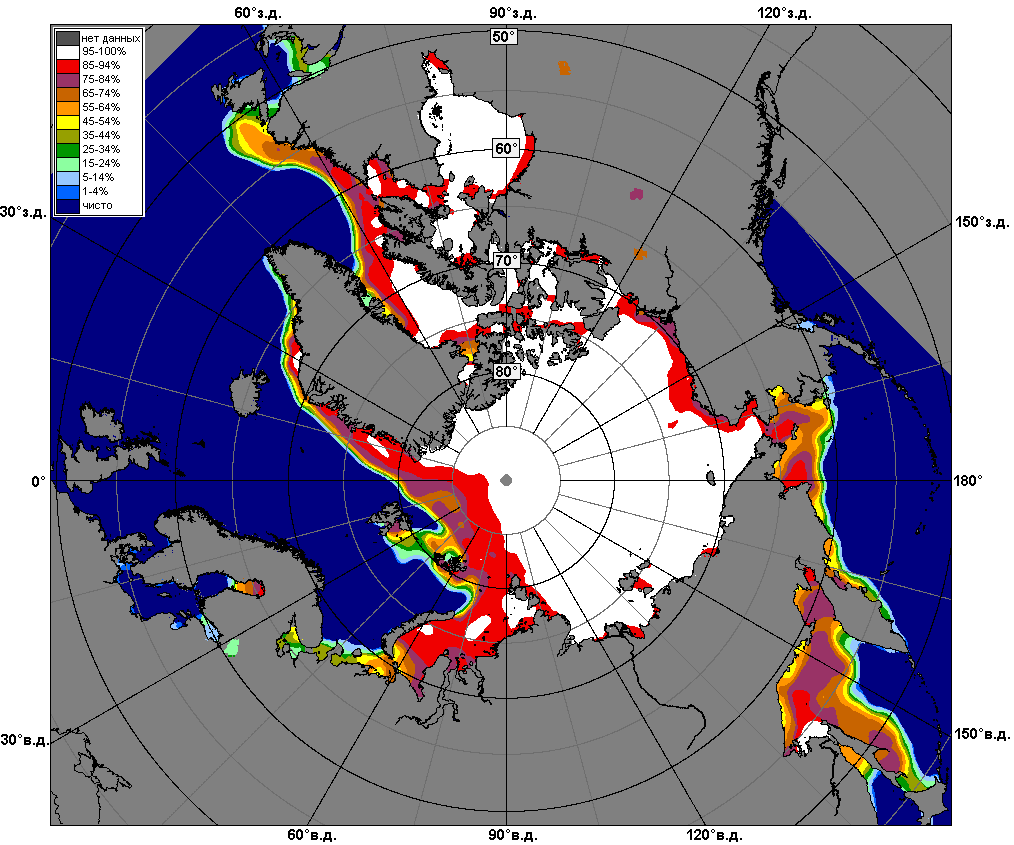 60°з.д.
90°з.д.
120°з.д.
нет данных
95-100%
85-94%
75-84%
65-74%
55-64%
45-54%
35-44%
25-34%
15-24%
5-14%
1-4%
чисто
50°
60°
30°з.д.
150°з.д.
70°
80°
0°
180°
30°в.д.
150°в.д.
60°в.д.
90°в.д.
120°в.д.